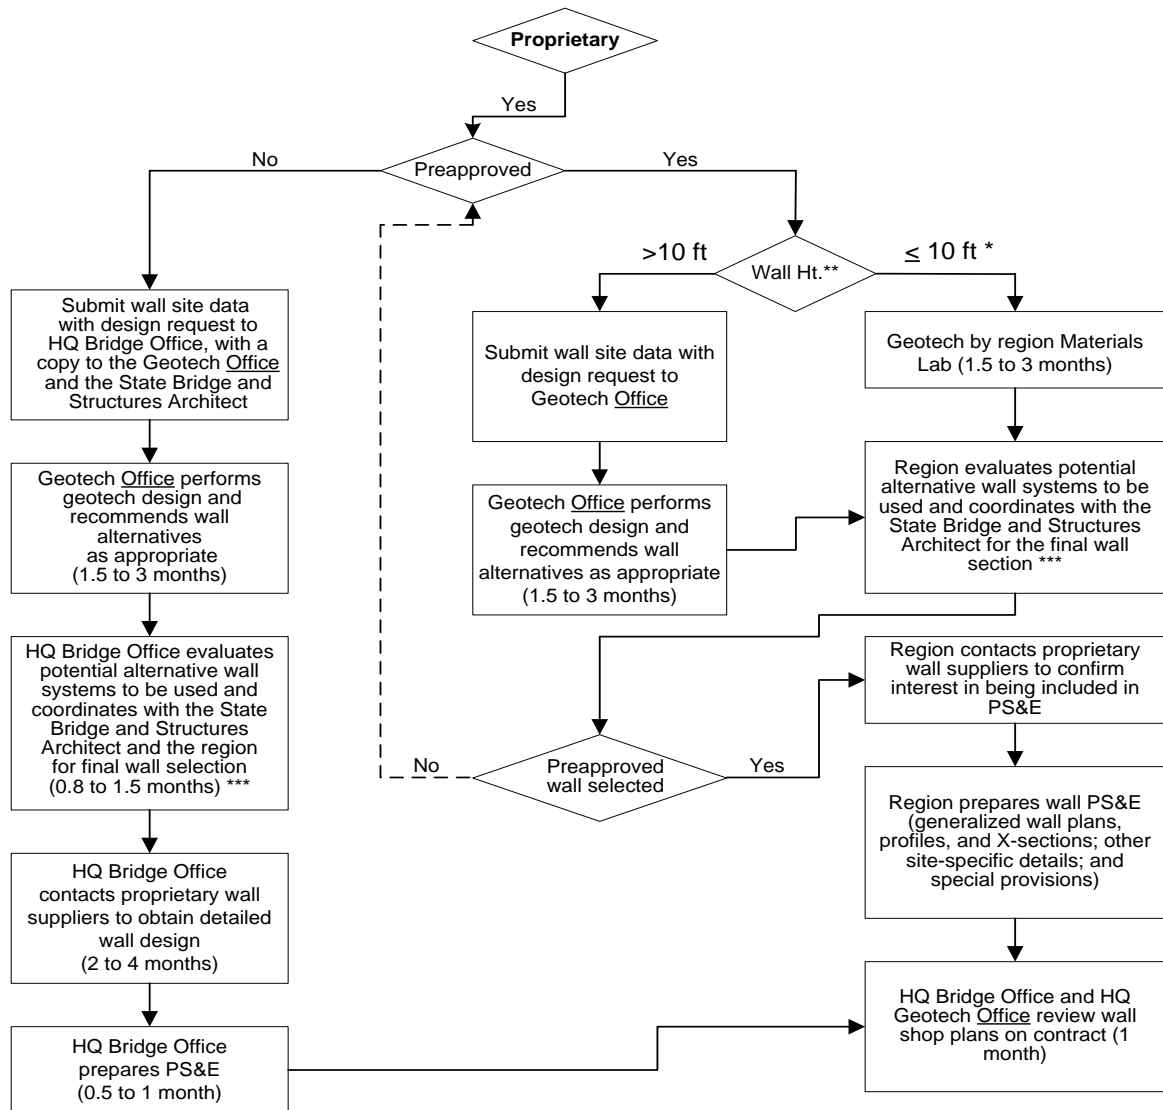 Proprietary
Yes
No
Preapproved
Yes
>10 ft
Wall Ht.**
≤ 10 ft *
Submit wall site data
with design request to
HQ Bridge Office, with a
copy to the Geotech Office
and the State Bridge and
Structures Architect
Submit wall site data with
design request to
Geotech Office
Geotech by region Materials
Lab (1.5 to 3 months)
Geotech Office performs
geotech design and
recommends wall
alternatives
as appropriate
(1.5 to 3 months)
Geotech Office performs
geotech design and
recommends wall
alternatives as appropriate
(1.5 to 3 months)
Region evaluates potential
alternative wall systems to be
used and coordinates with the
State Bridge and Structures
Architect for the final wall
section ***
HQ Bridge Office evaluates
potential alternative wall
systems to be used and
coordinates with the State
Bridge and Structures
Architect and the region
for final wall selection
(0.8 to 1.5 months) ***
Region contacts proprietary
wall suppliers to confirm
interest in being included in
PS&E
No
Preapproved
wall selected
Yes
Region prepares wall PS&E
(generalized wall plans,
profiles, and X-sections; other
site-specific details; and
special provisions)
HQ Bridge Office
contacts proprietary wall
suppliers to obtain detailed
wall design
(2 to 4 months)
HQ Bridge Office and HQ
Geotech Office review wall
shop plans on contract (1
month)
HQ Bridge Office
prepares PS&E
(0.5 to 1 month)